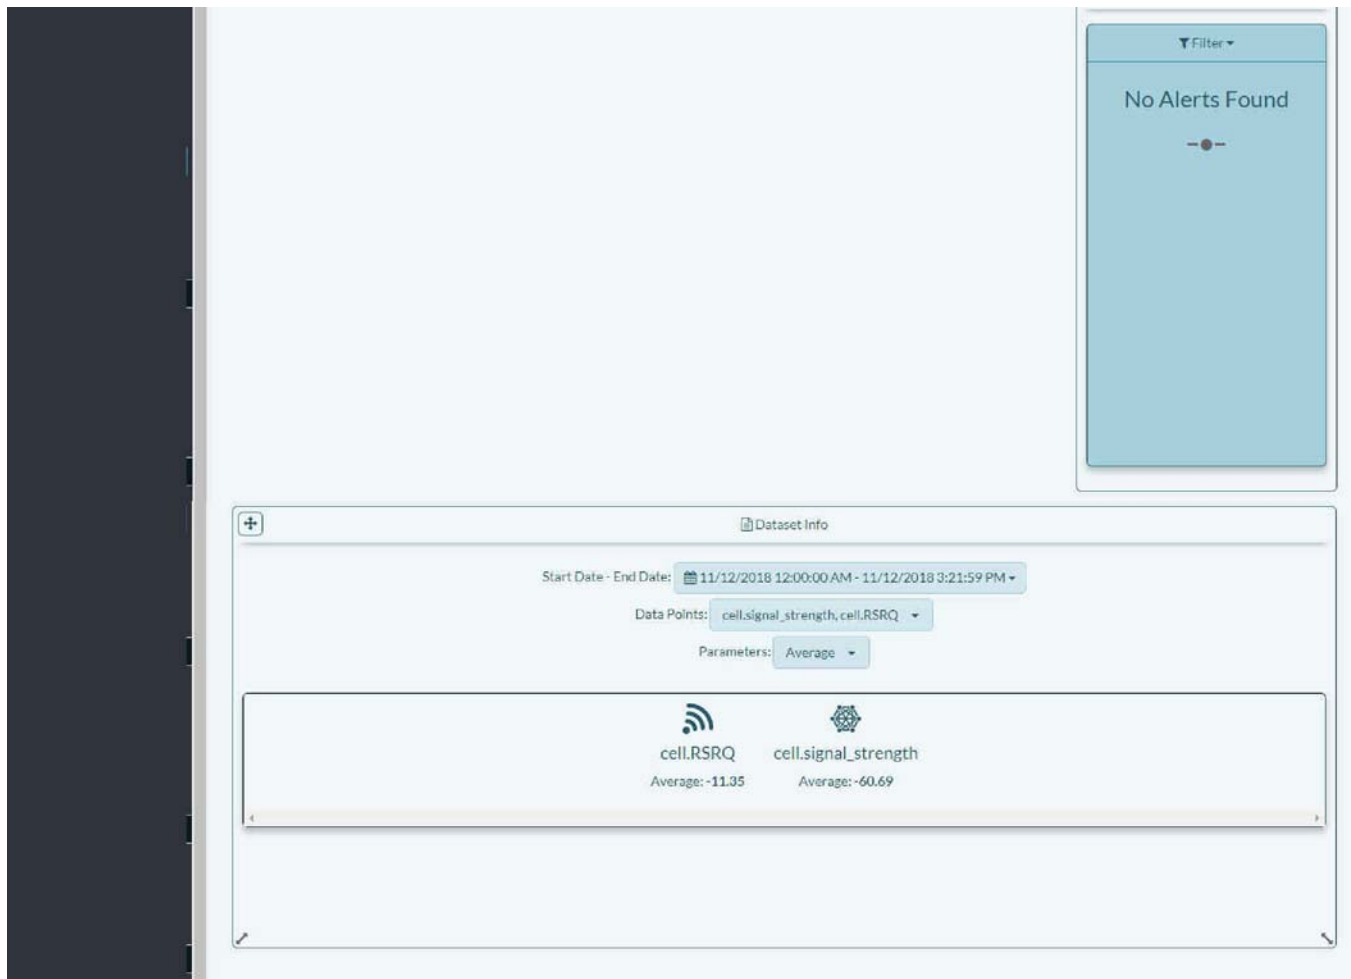 Filter
No Alerts Found
Dataset Info
Start Date - End Date: 11/12/2018 12:00:00 AM - 11/12/2018 3:21:59 PM
Data Points: cell.signal_strength, cell.RSRQ
Parameters: Average
cell.RSRQ cell.signal_strength
Average: -11.35 Average: -60.69